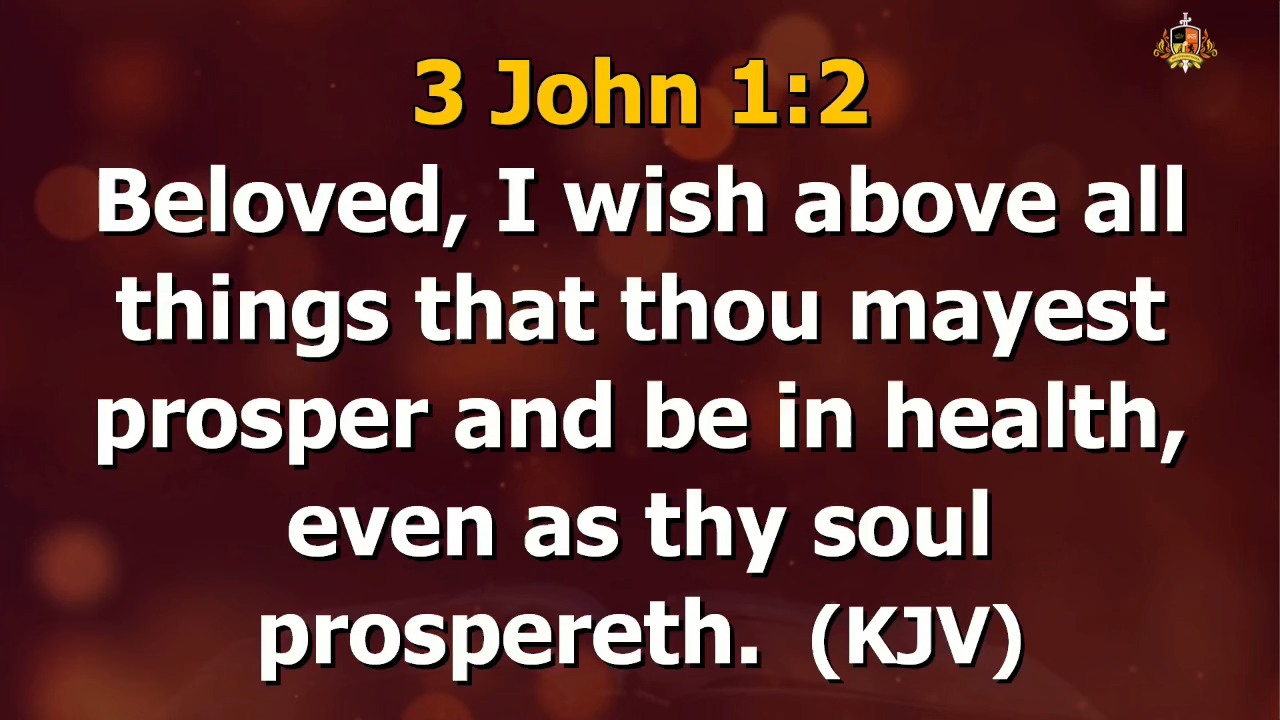 3 John 1:2
Beloved, I wish above all
things that thou mayest
prosper and be in health,
even as thy soul
prospereth. (KJV)